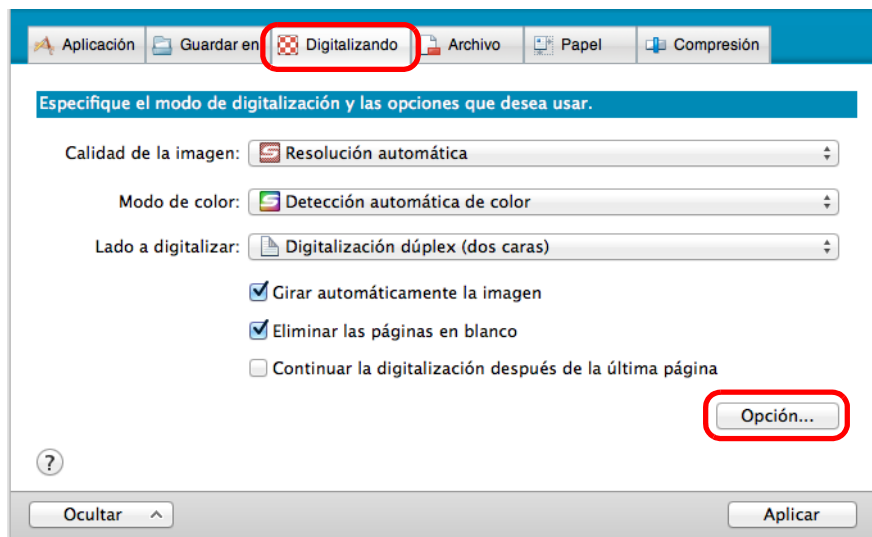 Aplicación Guardar en Digitalizando Archivo Papel Compresión
Especifique el modo de digitalización y las opciones que desea usar.
Calidad de la imagen: Resolución automática
Modo de color: Detección automática de color
Lado a digitalizar: Digitalización dúplex (dos caras)
Girar automáticamente la imagen
Eliminar las páginas en blanco
Continuar la digitalización después de la última página
Opción...
?
Ocultar Aplicar